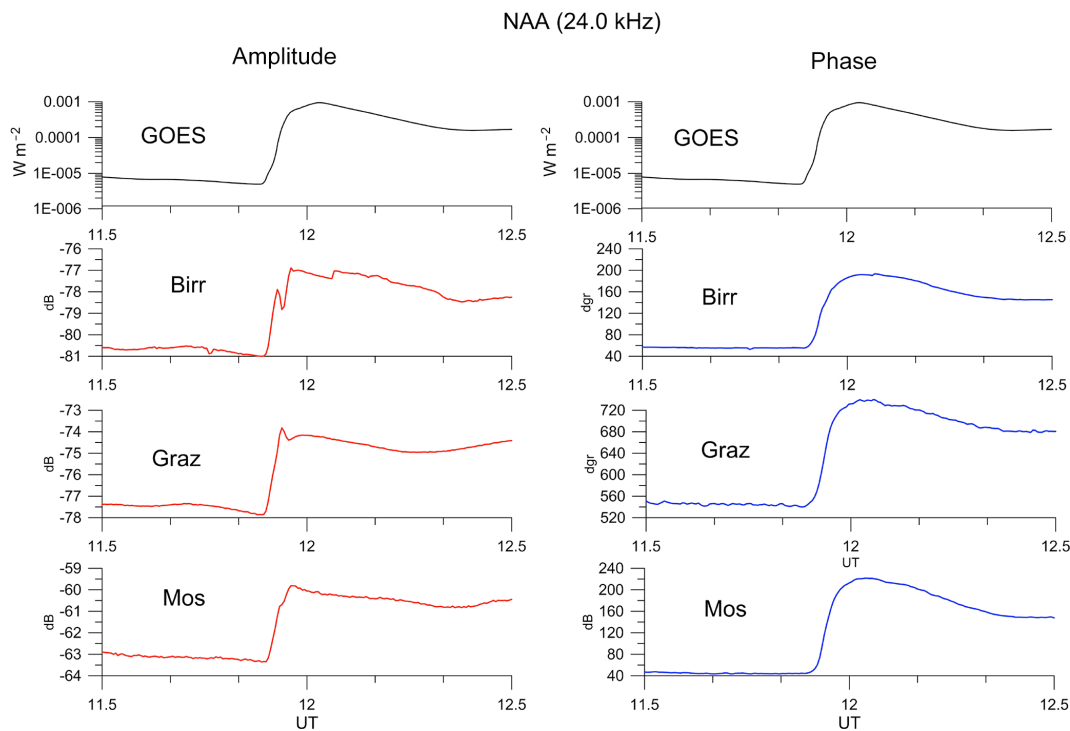 NAA (24.0 kHz)
Amplitude
Phase
0.001
0.0001
1E-005
1E-006
W m⁻²
GOES
11.5 12 12.5
0.001
0.0001
1E-005
1E-006
W m⁻²
GOES
11.5 12 12.5
-76
-77
-78
-79
-80
-81
dB
Birr
11.5 12 12.5
240
200
160
120
80
40
dgr
Birr
11.5 12 12.5
-73
-74
-75
-76
-77
-78
dB
Graz
11.5 12 12.5
720
680
640
600
560
520
dgr
Graz
11.5 12 12.5
UT
-59
-60
-61
-62
-63
-64
dB
Mos
11.5 12 12.5
UT
240
200
160
120
80
40
dB
Mos
11.5 12 12.5
UT